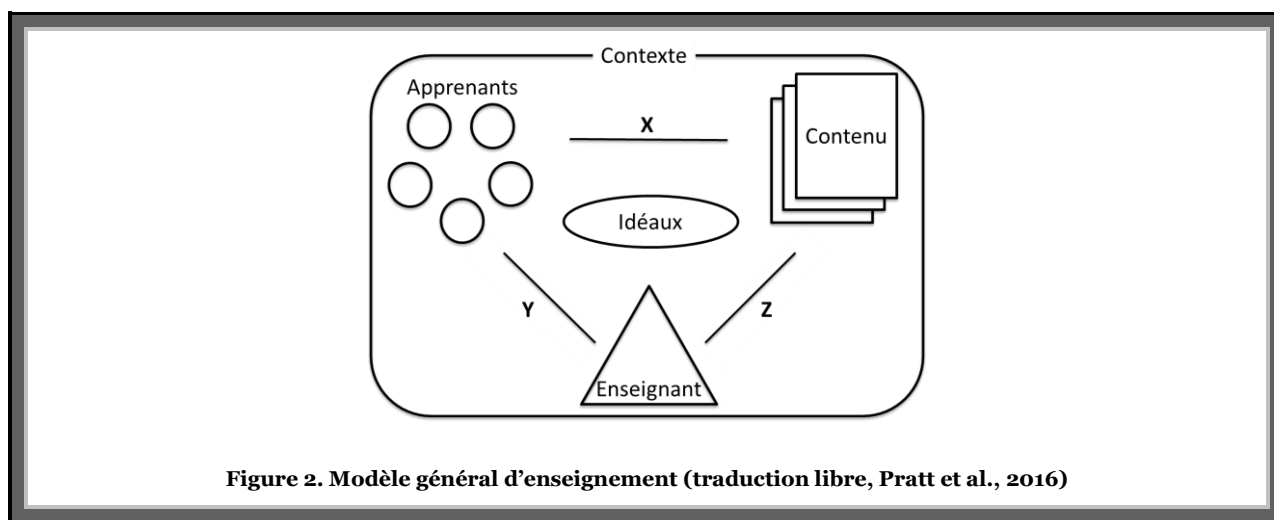 Contexte
Apprenants
X
Contenu
Idéaux
Y
Z
Enseignant
Figure 2. Modèle général d’enseignement (traduction libre, Pratt et al., 2016)